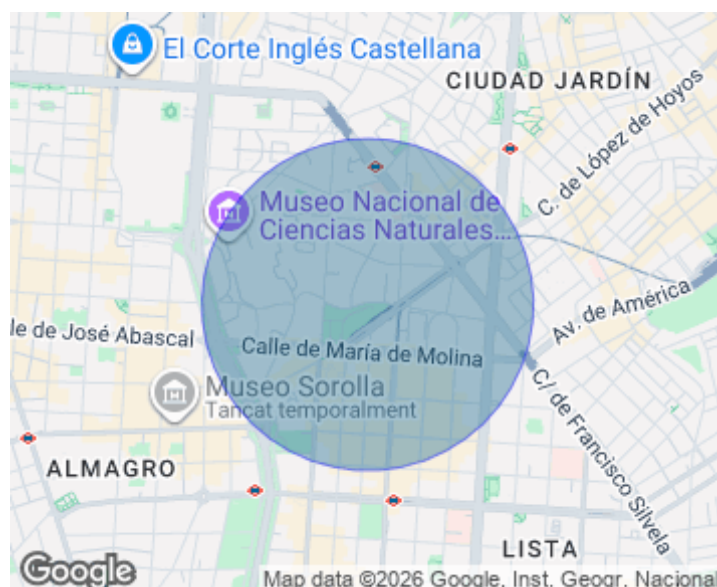 El Corte Inglés Castellana
CIUDAD JARDÍN
C. de López de Hoyos
Museo Nacional de
Ciencias Naturales...
Av. de América
le de José Abascal
Calle de María de Molina
Museo Sorolla
Tancat temporalment
C/ de Francisco Silvela
ALMAGRO
LISTA
Google
Map data ©2026 Google, Inst. Geogr. Nacional